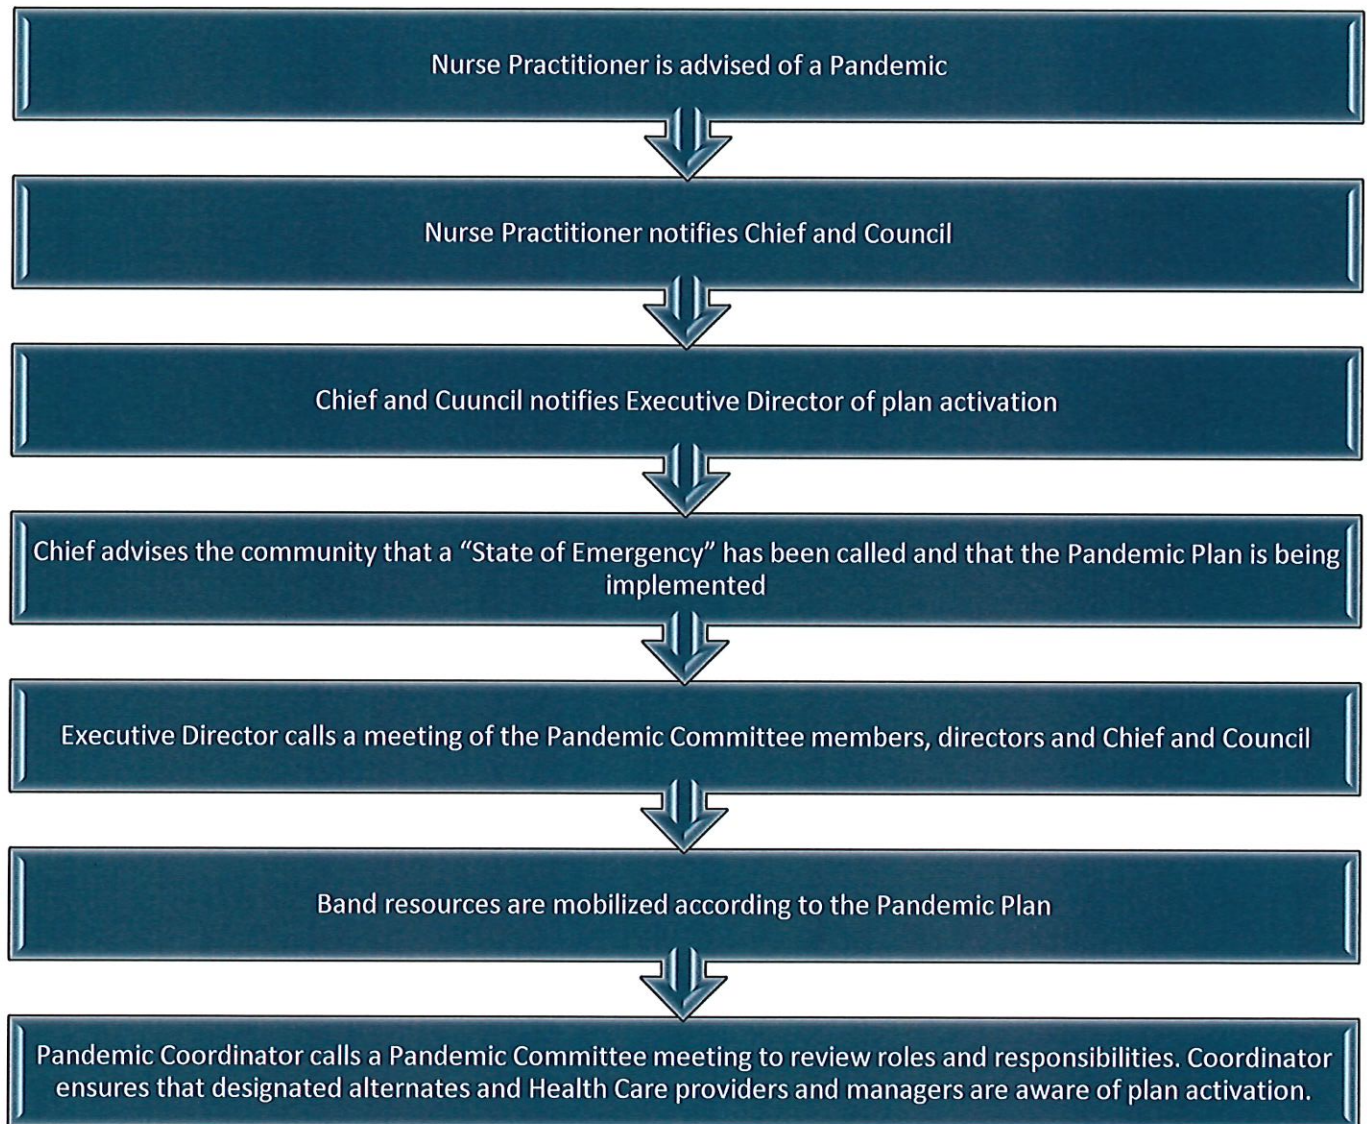 Nurse Practitioner is advised of a Pandemic
Nurse Practitioner notifies Chief and Council
Chief and Cuuncil notifies Executive Director of plan activation
Chief advises the community that a “State of Emergency” has been called and that the Pandemic Plan is being
implemented
Executive Director calls a meeting of the Pandemic Committee members, directors and Chief and Council
Band resources are mobilized according to the Pandemic Plan
Pandemic Coordinator calls a Pandemic Committee meeting to review roles and responsibilities. Coordinator
ensures that designated alternates and Health Care providers and managers are aware of plan activation.